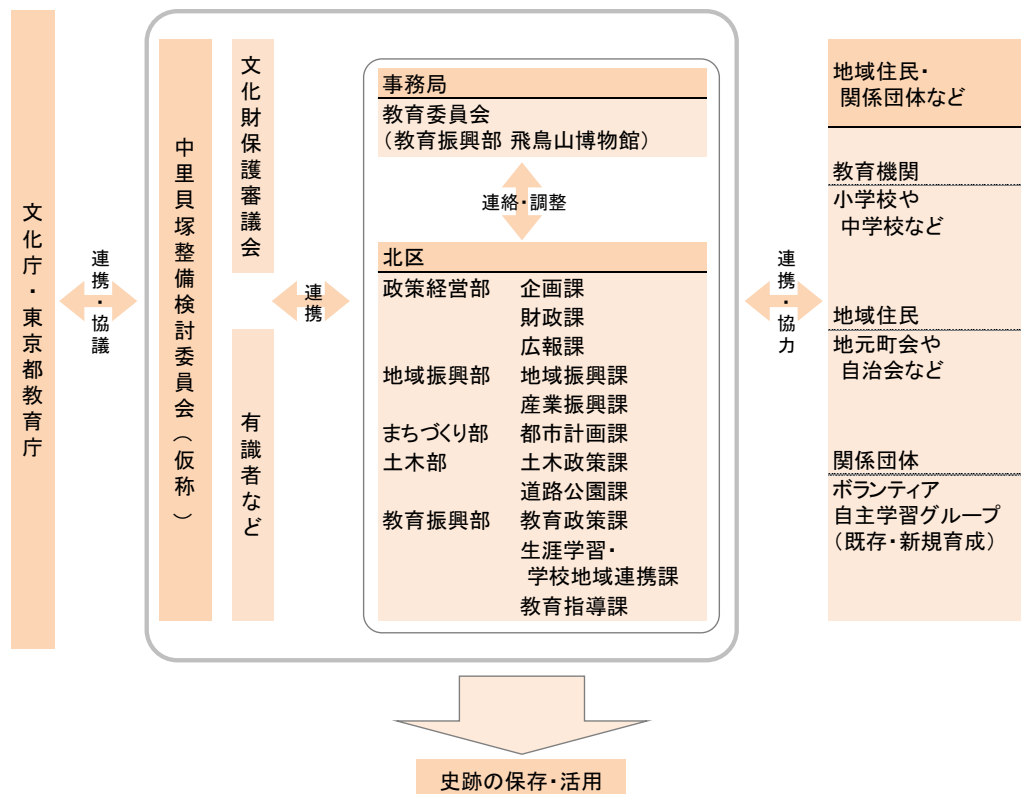 文化庁・東京都教育庁
連携・協議
中里貝塚整備検討委員会（仮称）
文化財保護審議会
有識者など
連携
事務局
教育委員会
（教育振興部 飛鳥山博物館）
連絡・調整
北区
政策経営部 企画課
財政課
広報課
地域振興部 地域振興課
産業振興課
まちづくり部 都市計画課
土木部 土木政策課
道路公園課
教育振興部 教育政策課
生涯学習・
学校地域連携課
教育指導課
連携・協力
地域住民・
関係団体など
教育機関
小学校や
中学校など
地域住民
地元町会や
自治会など
関係団体
ボランティア
自主学習グループ
（既存・新規育成）
史跡の保存・活用